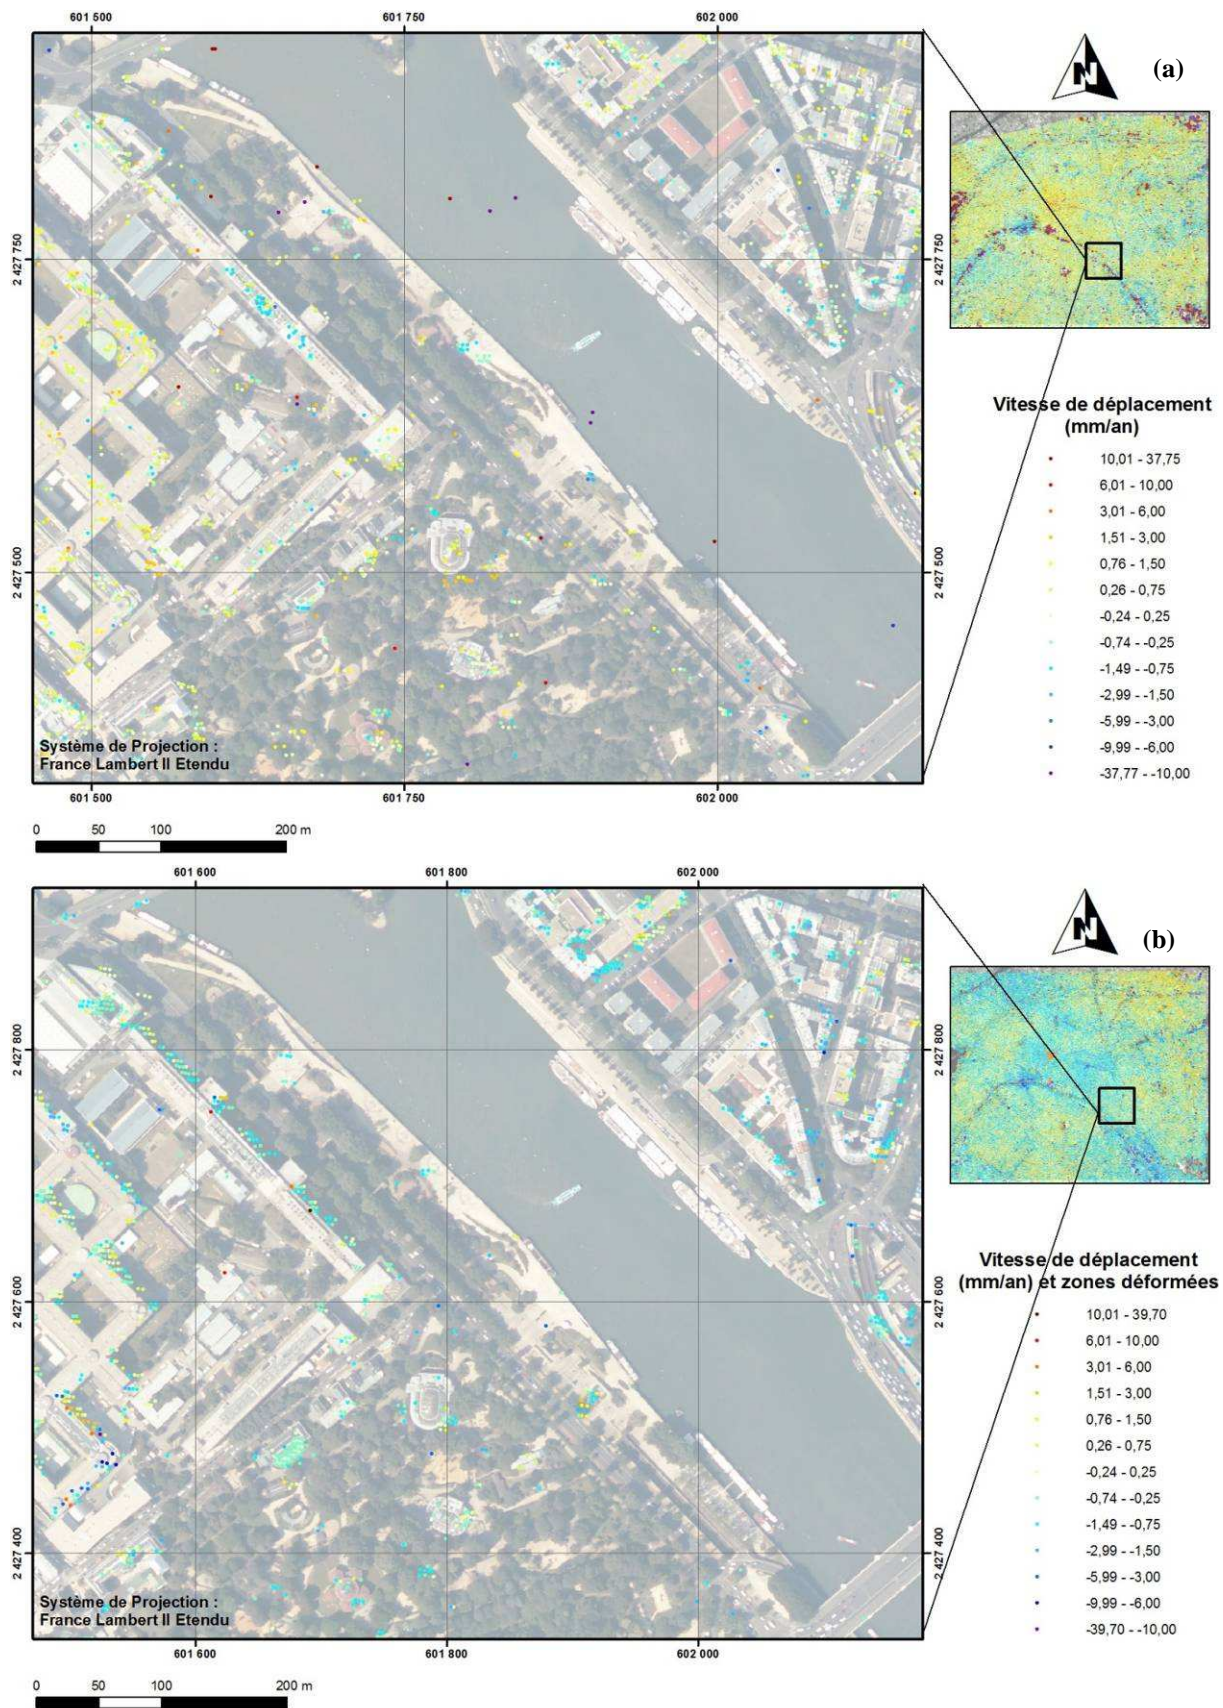 601 500
601 750
602 000
(a)
N
2 427 750
2 427 750
Vitesse de déplacement
(mm/an)
10,01 - 37,75
6,01 - 10,00
3,01 - 6,00
1,51 - 3,00
0,76 - 1,50
0,26 - 0,75
-0,24 - 0,25
-0,74 - -0,25
-1,49 - -0,75
-2,99 - -1,50
-5,99 - -3,00
-9,99 - -6,00
-37,77 - -10,00
2 427 500
2 427 500
Système de Projection :
France Lambert II Etendu
601 500
601 750
602 000
0 50 100 200 m
601 600
601 800
602 000
(b)
N
2 427 800
2 427 800
Vitesse de déplacement
(mm/an) et zones déformées
10,01 - 39,70
6,01 - 10,00
3,01 - 6,00
1,51 - 3,00
0,76 - 1,50
0,26 - 0,75
-0,24 - 0,25
-0,74 - -0,25
-1,49 - -0,75
-2,99 - -1,50
-5,99 - -3,00
-9,99 - -6,00
-39,70 - -10,00
2 427 600
2 427 600
2 427 400
2 427 400
Système de Projection :
France Lambert II Etendu
601 600
601 800
602 000
0 50 100 200 m